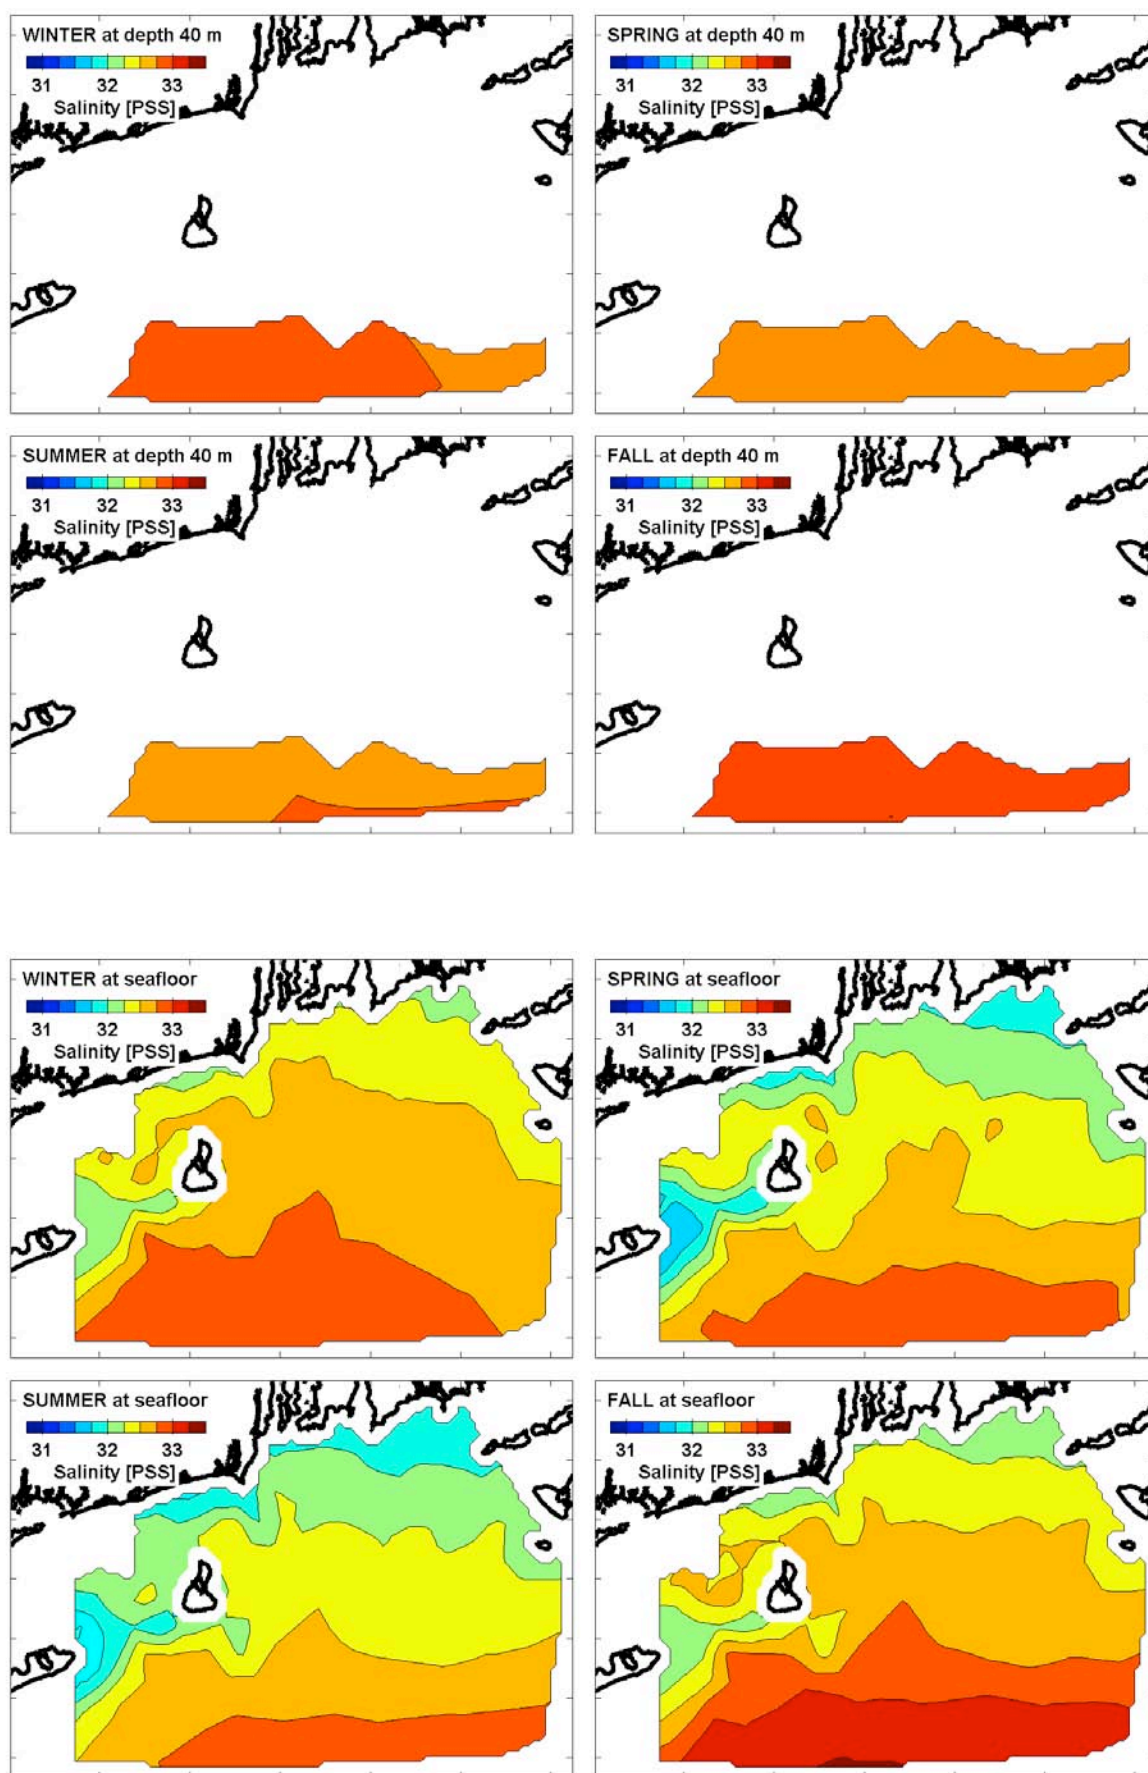 WINTER at depth 40 m
31 32 33
Salinity [PSS]
SPRING at depth 40 m
31 32 33
Salinity [PSS]
SUMMER at depth 40 m
31 32 33
Salinity [PSS]
FALL at depth 40 m
31 32 33
Salinity [PSS]
WINTER at seafloor
31 32 33
Salinity [PSS]
SPRING at seafloor
31 32 33
Salinity [PSS]
SUMMER at seafloor
31 32 33
Salinity [PSS]
FALL at seafloor
31 32 33
Salinity [PSS]